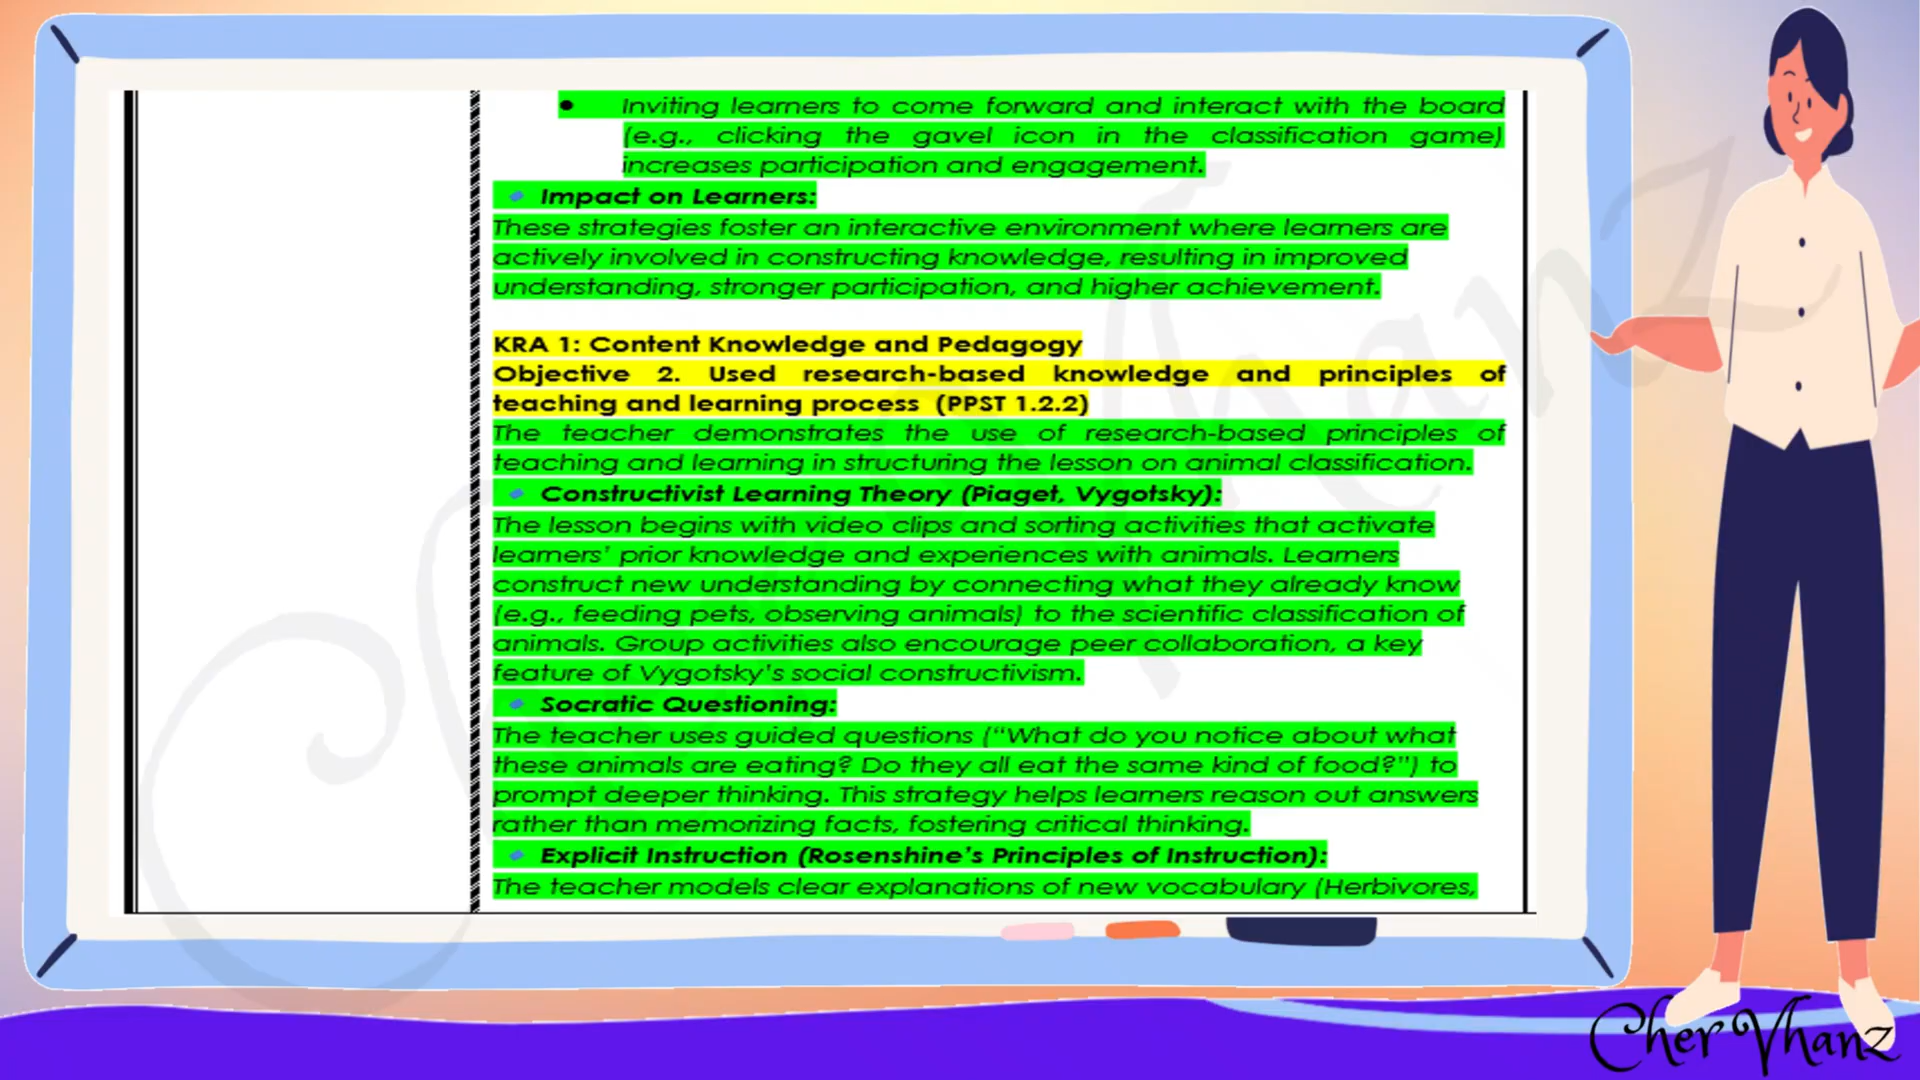 • Inviting learners to come forward and interact with the board
(e.g., clicking the gavel icon in the classification game)
increases participation and engagement.
Impact on Learners:
These strategies foster an interactive environment where learners are
actively involved in constructing knowledge, resulting in improved
understanding, stronger participation, and higher achievement.
KRA 1: Content Knowledge and Pedagogy
Objective 2. Used research-based knowledge and principles of
teaching and learning process (PPST 1.2.2)
The teacher demonstrates the use of research-based principles of
teaching and learning in structuring the lesson on animal classification.
Constructivist Learning Theory (Piaget, Vygotsky):
The lesson begins with video clips and sorting activities that activate
learners’ prior knowledge and experiences with animals. Learners
construct new understanding by connecting what they already know
(e.g., feeding pets, observing animals) to the scientific classification of
animals. Group activities also encourage peer collaboration, a key
feature of Vygotsky’s social constructivism.
Socratic Questioning:
The teacher uses guided questions (“What do you notice about what
these animals are eating? Do they all eat the same kind of food?”) to
prompt deeper thinking. This strategy helps learners reason out answers
rather than memorizing facts, fostering critical thinking.
Explicit Instruction (Rosenshine’s Principles of Instruction):
The teacher models clear explanations of new vocabulary (Herbivores,
Cher Vhanz